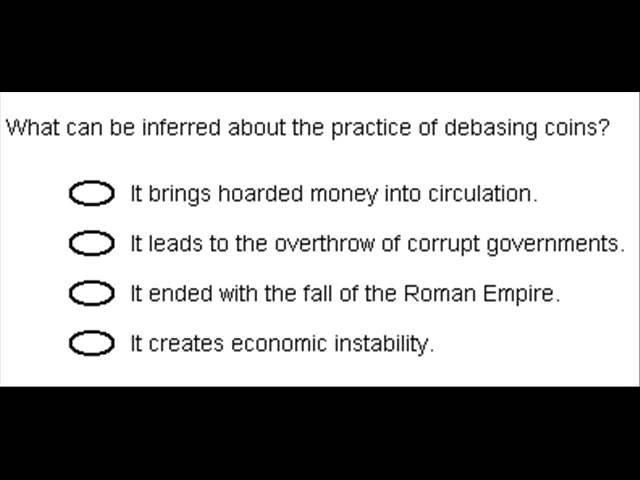 What can be inferred about the practice of debasing coins?
It brings hoarded money into circulation.
It leads to the overthrow of corrupt governments.
It ended with the fall of the Roman Empire.
It creates economic instability.